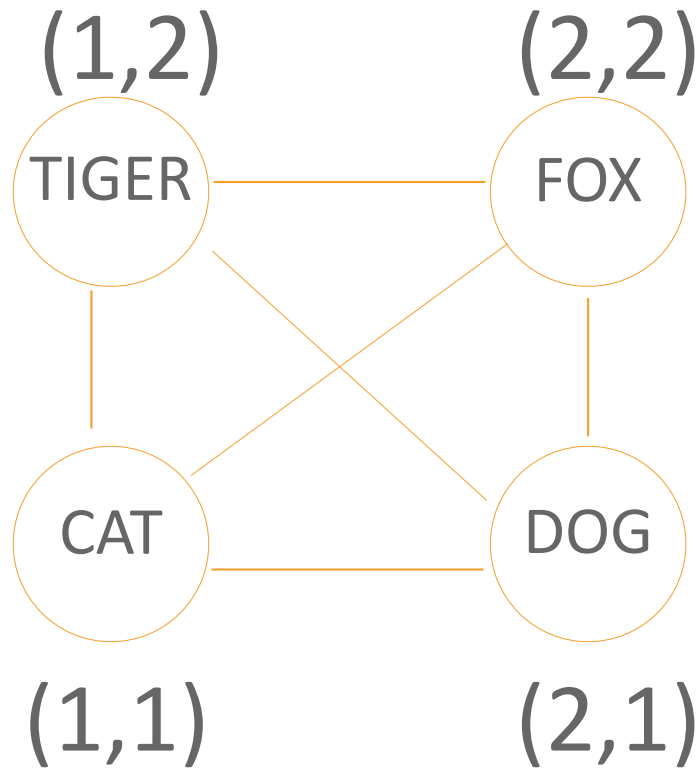 (1,2) (2,2)
TIGER FOX
CAT DOG
(1,1) (2,1)